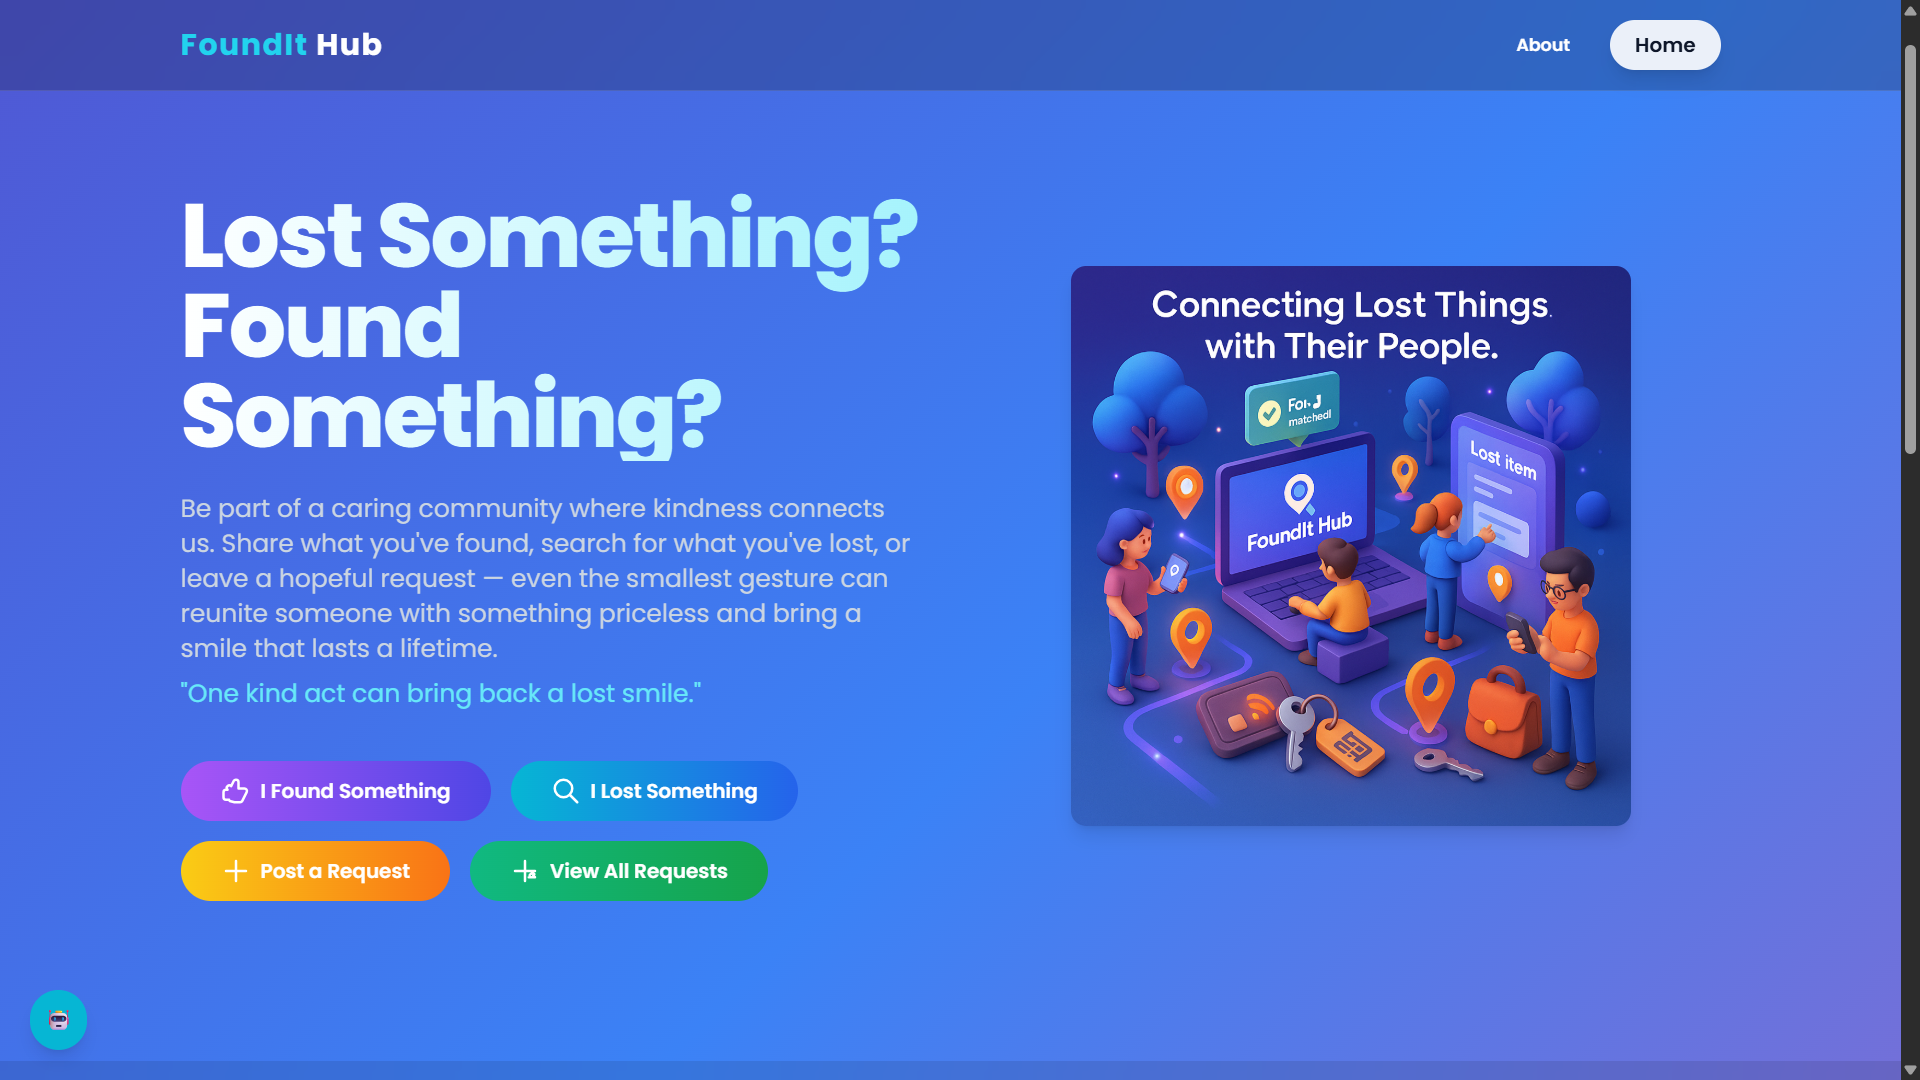 FoundIt Hub
About
Home
Lost Something?
Found
Something?
Be part of a caring community where kindness connects
us. Share what you've found, search for what you've lost, or
leave a hopeful request — even the smallest gesture can
reunite someone with something priceless and bring a
smile that lasts a lifetime.
"One kind act can bring back a lost smile."
I Found Something
I Lost Something
Post a Request
View All Requests
Connecting Lost Things.
with Their People.
matched!
Lost item
FoundIt Hub